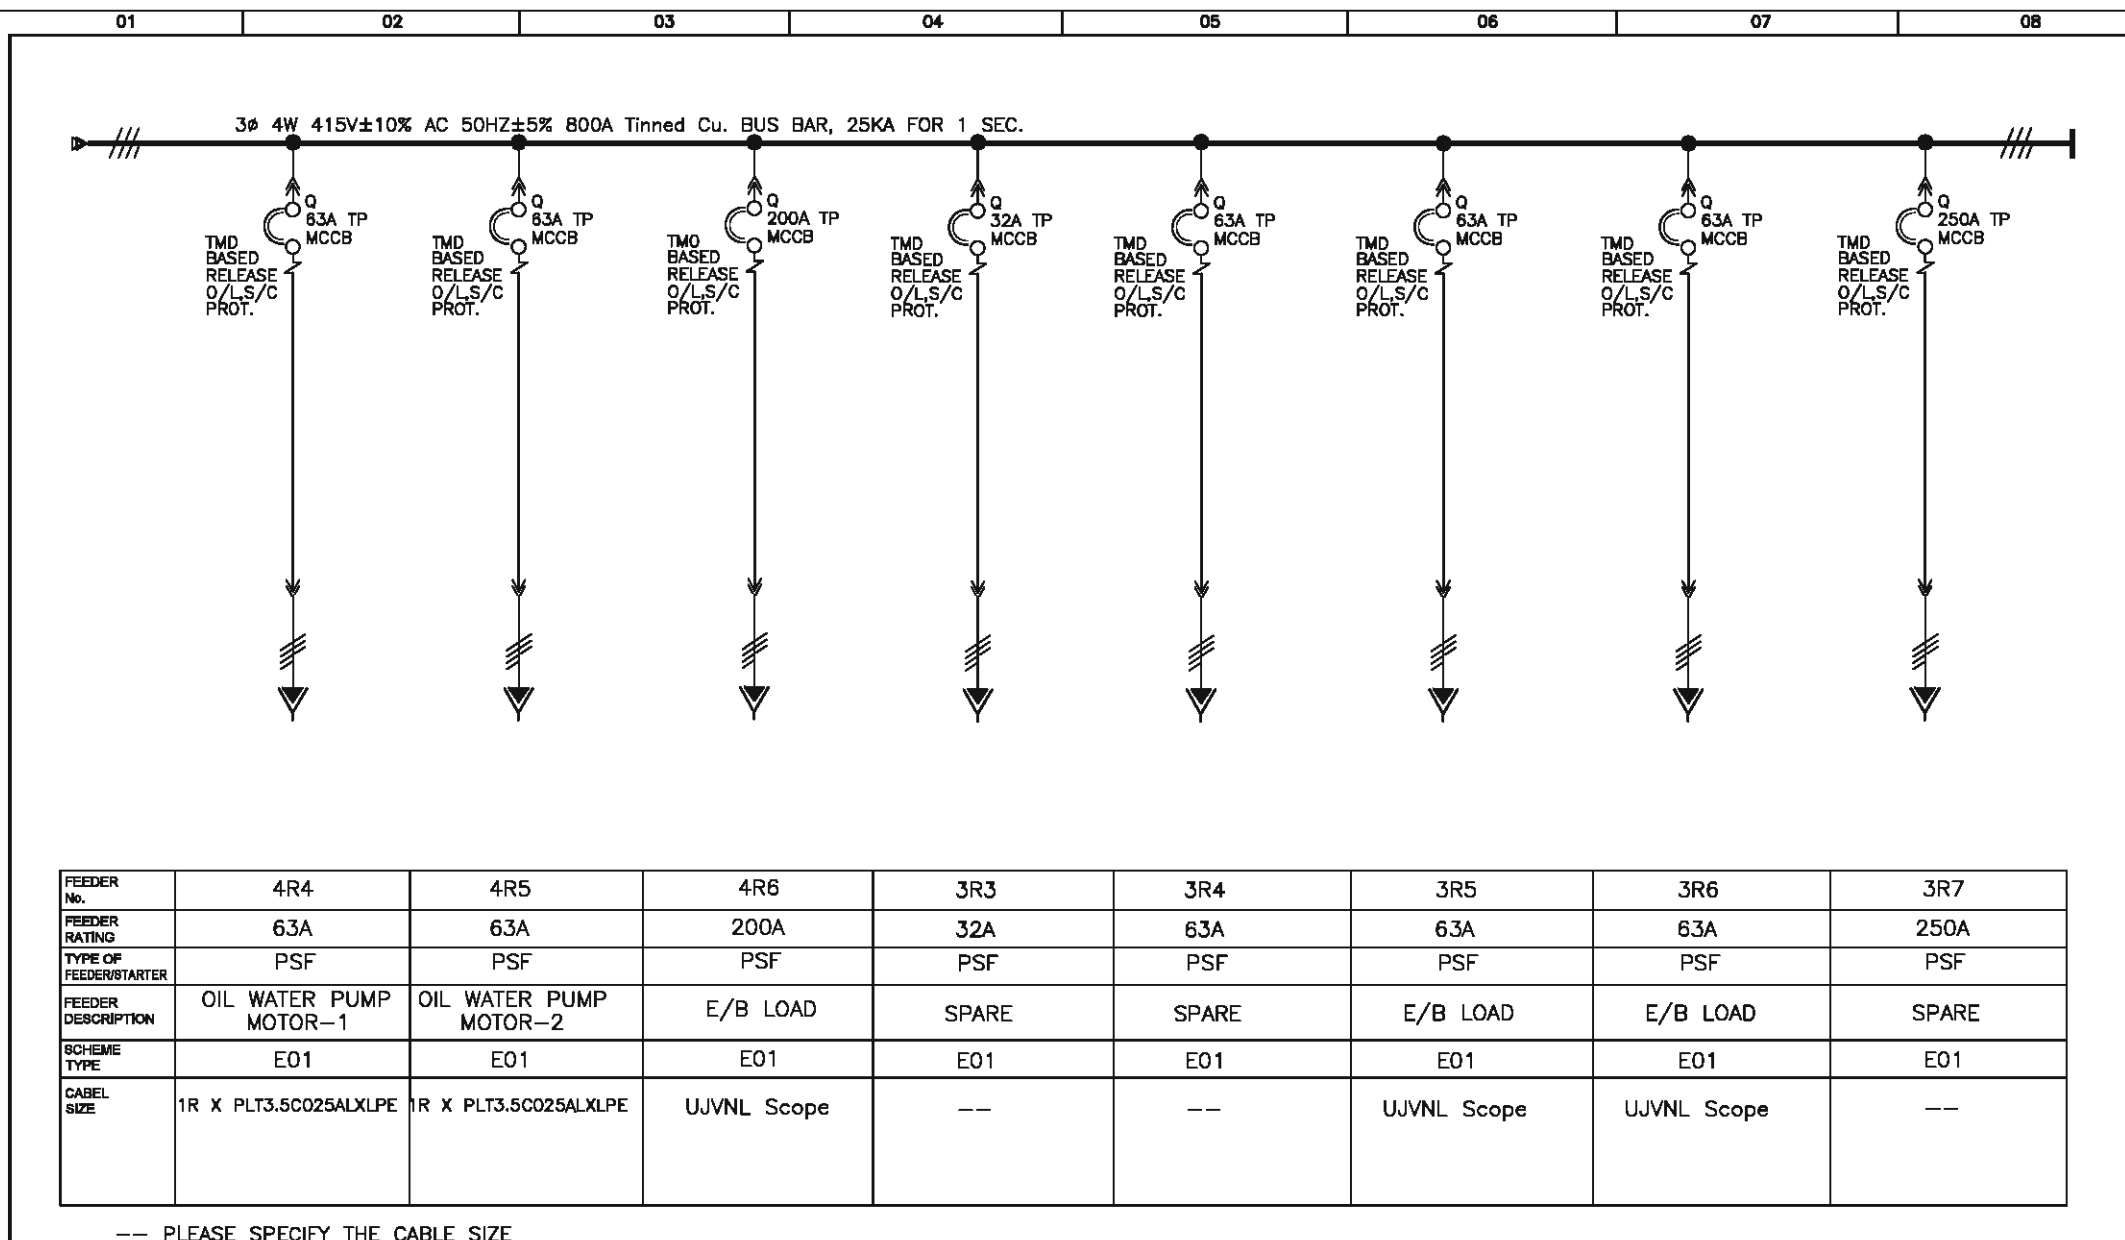 01 02 03 04 05 06 07 08
3ø 4W 415V±10% AC 50HZ±5% 800A Tinned Cu. BUS BAR, 25KA FOR 1 SEC.
Q
63A TP
MCCB
TMD
BASED
RELEASE
O/L,S/C
PROT.
Q
63A TP
MCCB
TMD
BASED
RELEASE
O/L,S/C
PROT.
Q
200A TP
MCCB
TMD
BASED
RELEASE
O/L,S/C
PROT.
Q
32A TP
MCCB
TMD
BASED
RELEASE
O/L,S/C
PROT.
Q
63A TP
MCCB
TMD
BASED
RELEASE
O/L,S/C
PROT.
Q
63A TP
MCCB
TMD
BASED
RELEASE
O/L,S/C
PROT.
Q
63A TP
MCCB
TMD
BASED
RELEASE
O/L,S/C
PROT.
Q
250A TP
MCCB
TMD
BASED
RELEASE
O/L,S/C
PROT.
FEEDER
No.
4R4 4R5 4R6 3R3 3R4 3R5 3R6 3R7
FEEDER
RATING
63A 63A 200A 32A 63A 63A 63A 250A
TYPE OF
FEEDER/STARTER
PSF PSF PSF PSF PSF PSF PSF PSF
FEEDER
DESCRIPTION
OIL WATER PUMP
MOTOR-1
OIL WATER PUMP
MOTOR-2
E/B LOAD SPARE SPARE E/B LOAD E/B LOAD SPARE
SCHEME
TYPE
E01 E01 E01 E01 E01 E01 E01 E01
CABEL
SIZE
1R X PLT3.5C025ALXLPE 1R X PLT3.5C025ALXLPE UJVNL Scope -- -- UJVNL Scope UJVNL Scope --
-- PLEASE SPECIFY THE CABLE SIZE